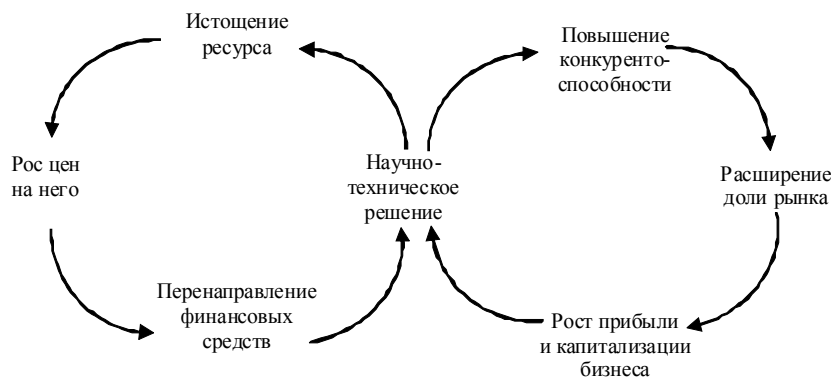 Истощение
ресурса
Повышение
конкуренто-
способности
Рос цен
на него
Научно-
техническое
решение
Расширение
доли рынка
Перенаправление
финансовых
средств
Рост прибыли
и капитализации
бизнеса